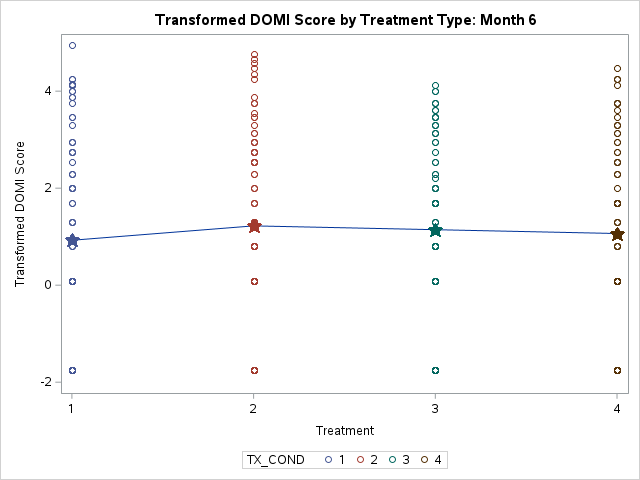 Transformed DOMI Score by Treatment Type: Month 6
Transformed DOMI Score
4
2
0
-2
1 2 3 4
Treatment
TX_COND 1 2 3 4